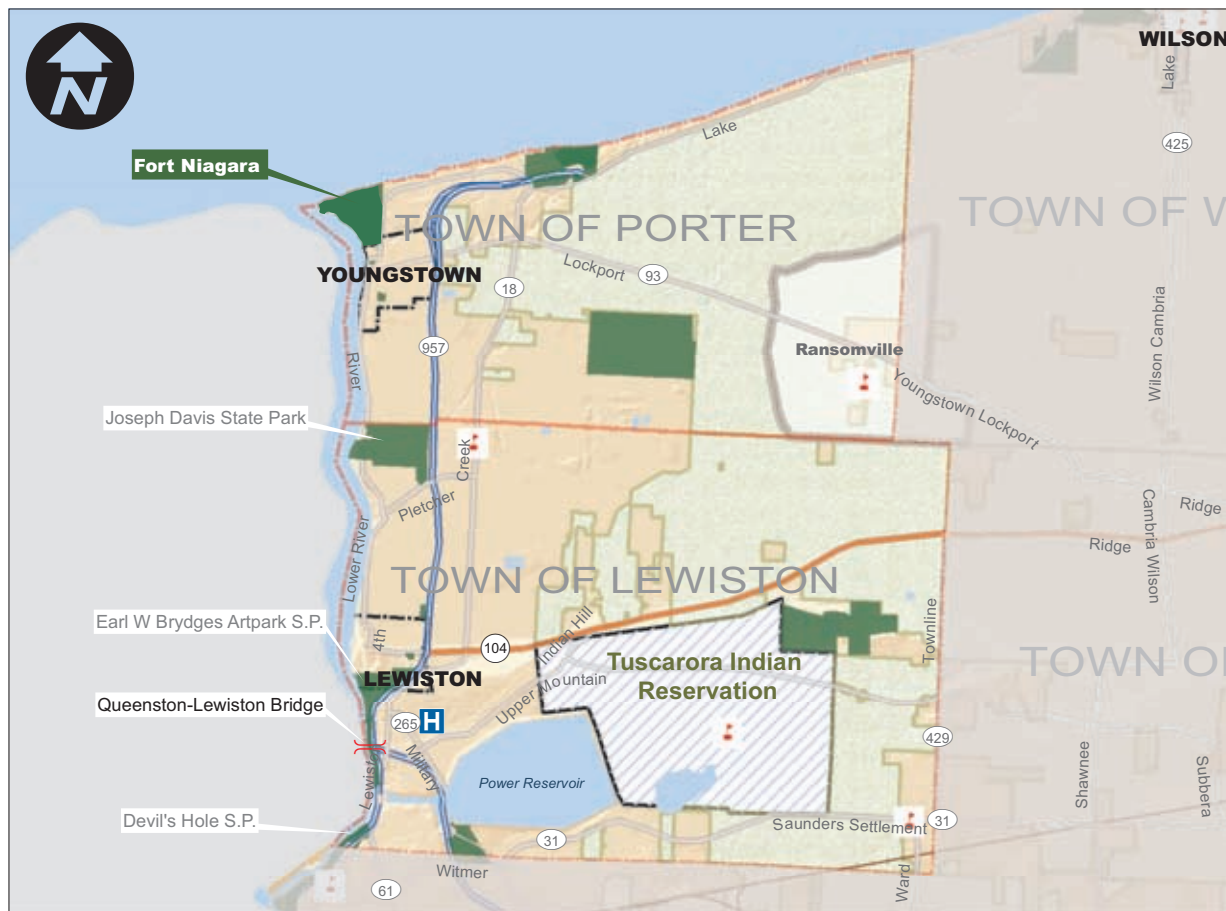 N
WILSON
Lake
425
Fort Niagara
Lake
TOWN OF PORTER
TOWN OF W
YOUNGSTOWN
Lockport
93
18
957
Ransomville
River
Youngstown Lockport
Wilson Cambria
Joseph Davis State Park
Creek
Pletcher
Ridge
Ridge
Cambria Wilson
Lower River
TOWN OF LEWISTON
Earl W Brydges Artpark S.P.
4th
104
Indian Hill
Townline
Tuscarora Indian
Reservation
TOWN OF
LEWISTON
Upper Mountain
Queenston-Lewiston Bridge
265
H
429
Military
Lewiston
Power Reservoir
Shawnee
Subbera
Devil's Hole S.P.
31
Saunders Settlement
31
Witmer
Ward
61